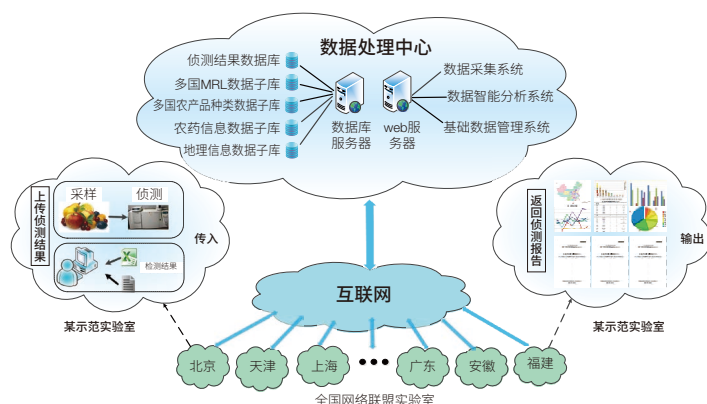 数据处理中心
侦测结果数据库
多国MRL数据子库
多国农产品种类数据子库
农药信息数据子库
地理信息数据子库
数据库
服务器
web服
务器
数据采集系统
数据智能分析系统
基础数据管理系统
上传侦测结果
采样
侦测
检测结果
传入
某示范实验室
返回侦测报告
输出
某示范实验室
互联网
北京
天津
上海
•••
广东
安徽
福建
全国网络联盟实验室